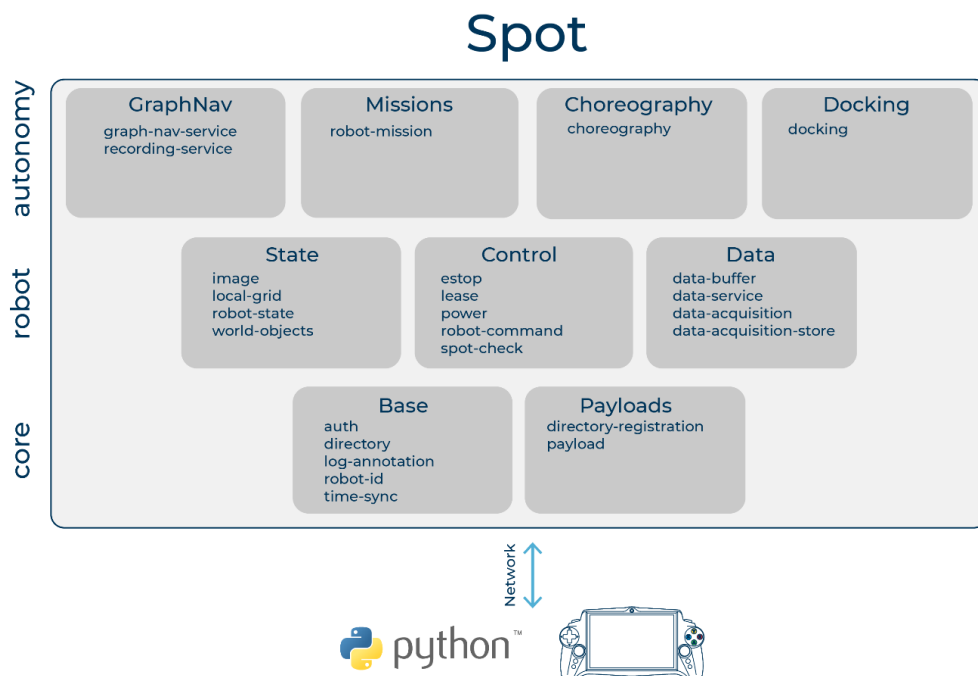 Spot
autonomy
GraphNav
graph-nav-service
recording-service
Missions
robot-mission
Choreography
choreography
Docking
docking
robot
State
image
local-grid
robot-state
world-objects
Control
estop
lease
power
robot-command
spot-check
Data
data-buffer
data-service
data-acquisition
data-acquisition-store
core
Base
auth
directory
log-annotation
robot-id
time-sync
Payloads
directory-registration
payload
Network
python™